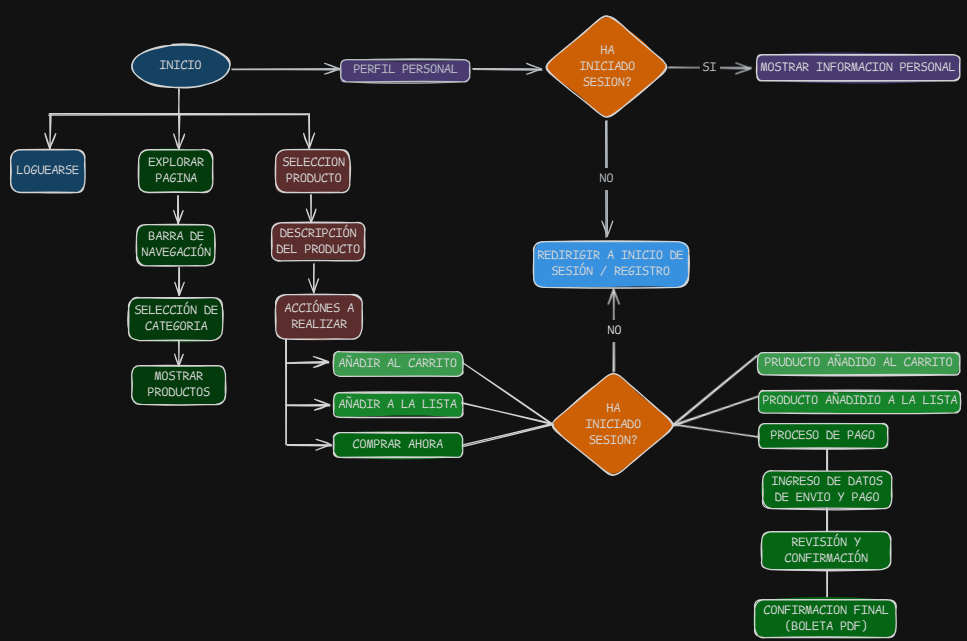 INICIO
PERFIL PERSONAL
HA
INICIADO
SESION?
SI
MOSTRAR INFORMACION PERSONAL
LOGUEARSE
EXPLORAR
PAGINA
SELECCION
PRODUCTO
NO
BARRA DE
NAVEGACIÓN
DESCRIPCIÓN
DEL PRODUCTO
REDIRIGIR A INICIO DE
SESIÓN / REGISTRO
SELECCIÓN DE
CATEGORIA
ACCIÓNES A
REALIZAR
NO
MOSTRAR
PRODUCTOS
AÑADIR AL CARRITO
AÑADIR A LA LISTA
COMPRAR AHORA
HA
INICIADO
SESION?
PRUDUCTO AÑADIDO AL CARRITO
PRODUCTO AÑADIDIO A LA LISTA
PROCESO DE PAGO
INGRESO DE DATOS
DE ENVIO Y PAGO
REVISIÓN Y
CONFIRMACIÓN
CONFIRMACION FINAL
(BOLETA PDF)